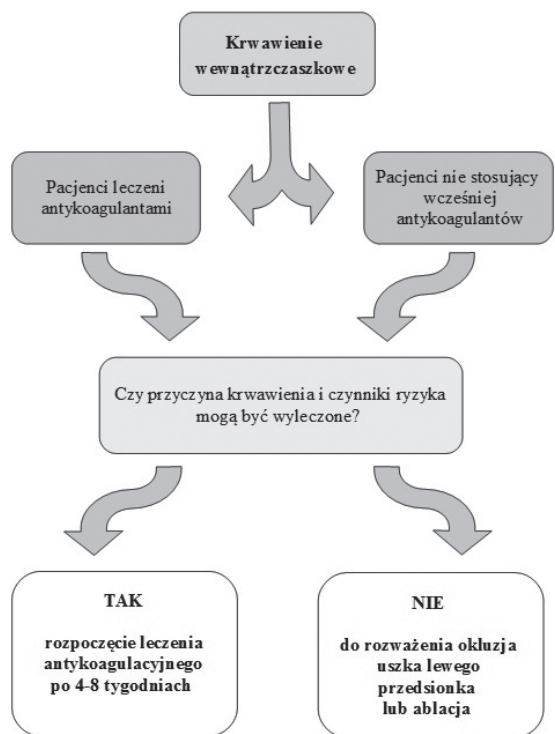 Krwawienie
wewnątrzczaszkowe
Pacjenci leczeni
antykoagulantami
Pacjenci nie stosujący
wcześniej
antykoagulantów
Czy przyczyna krwawienia i czynniki ryzyka
mogą być wyleczone?
TAK
rozpoczęcie leczenia
antykoagulacyjnego
po 4-8 tygodniach
NIE
do rozważenia okluzja
uszka lewego
przedsionka
lub ablacja